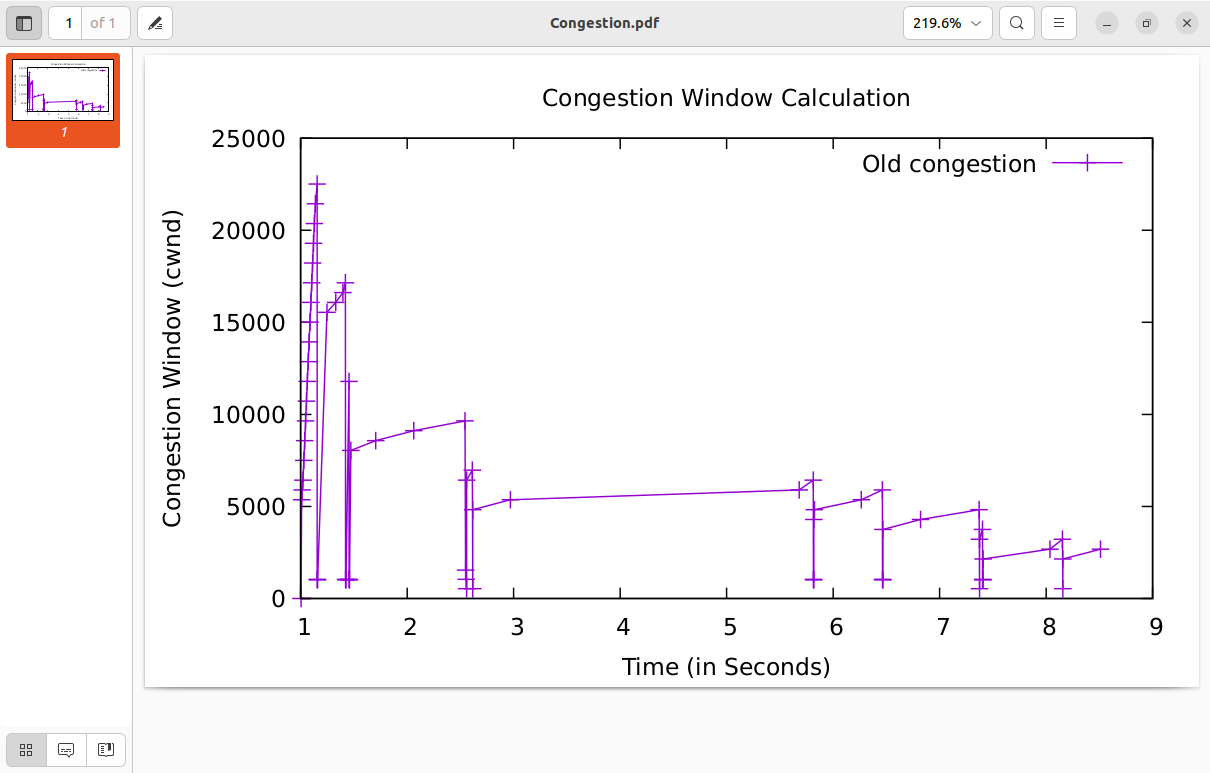 1 of 1
Congestion.pdf
219.6%
1
Congestion Window Calculation
Old congestion
Congestion Window (cwnd)
25000
20000
15000
10000
5000
0
1 2 3 4 5 6 7 8 9
Time (in Seconds)